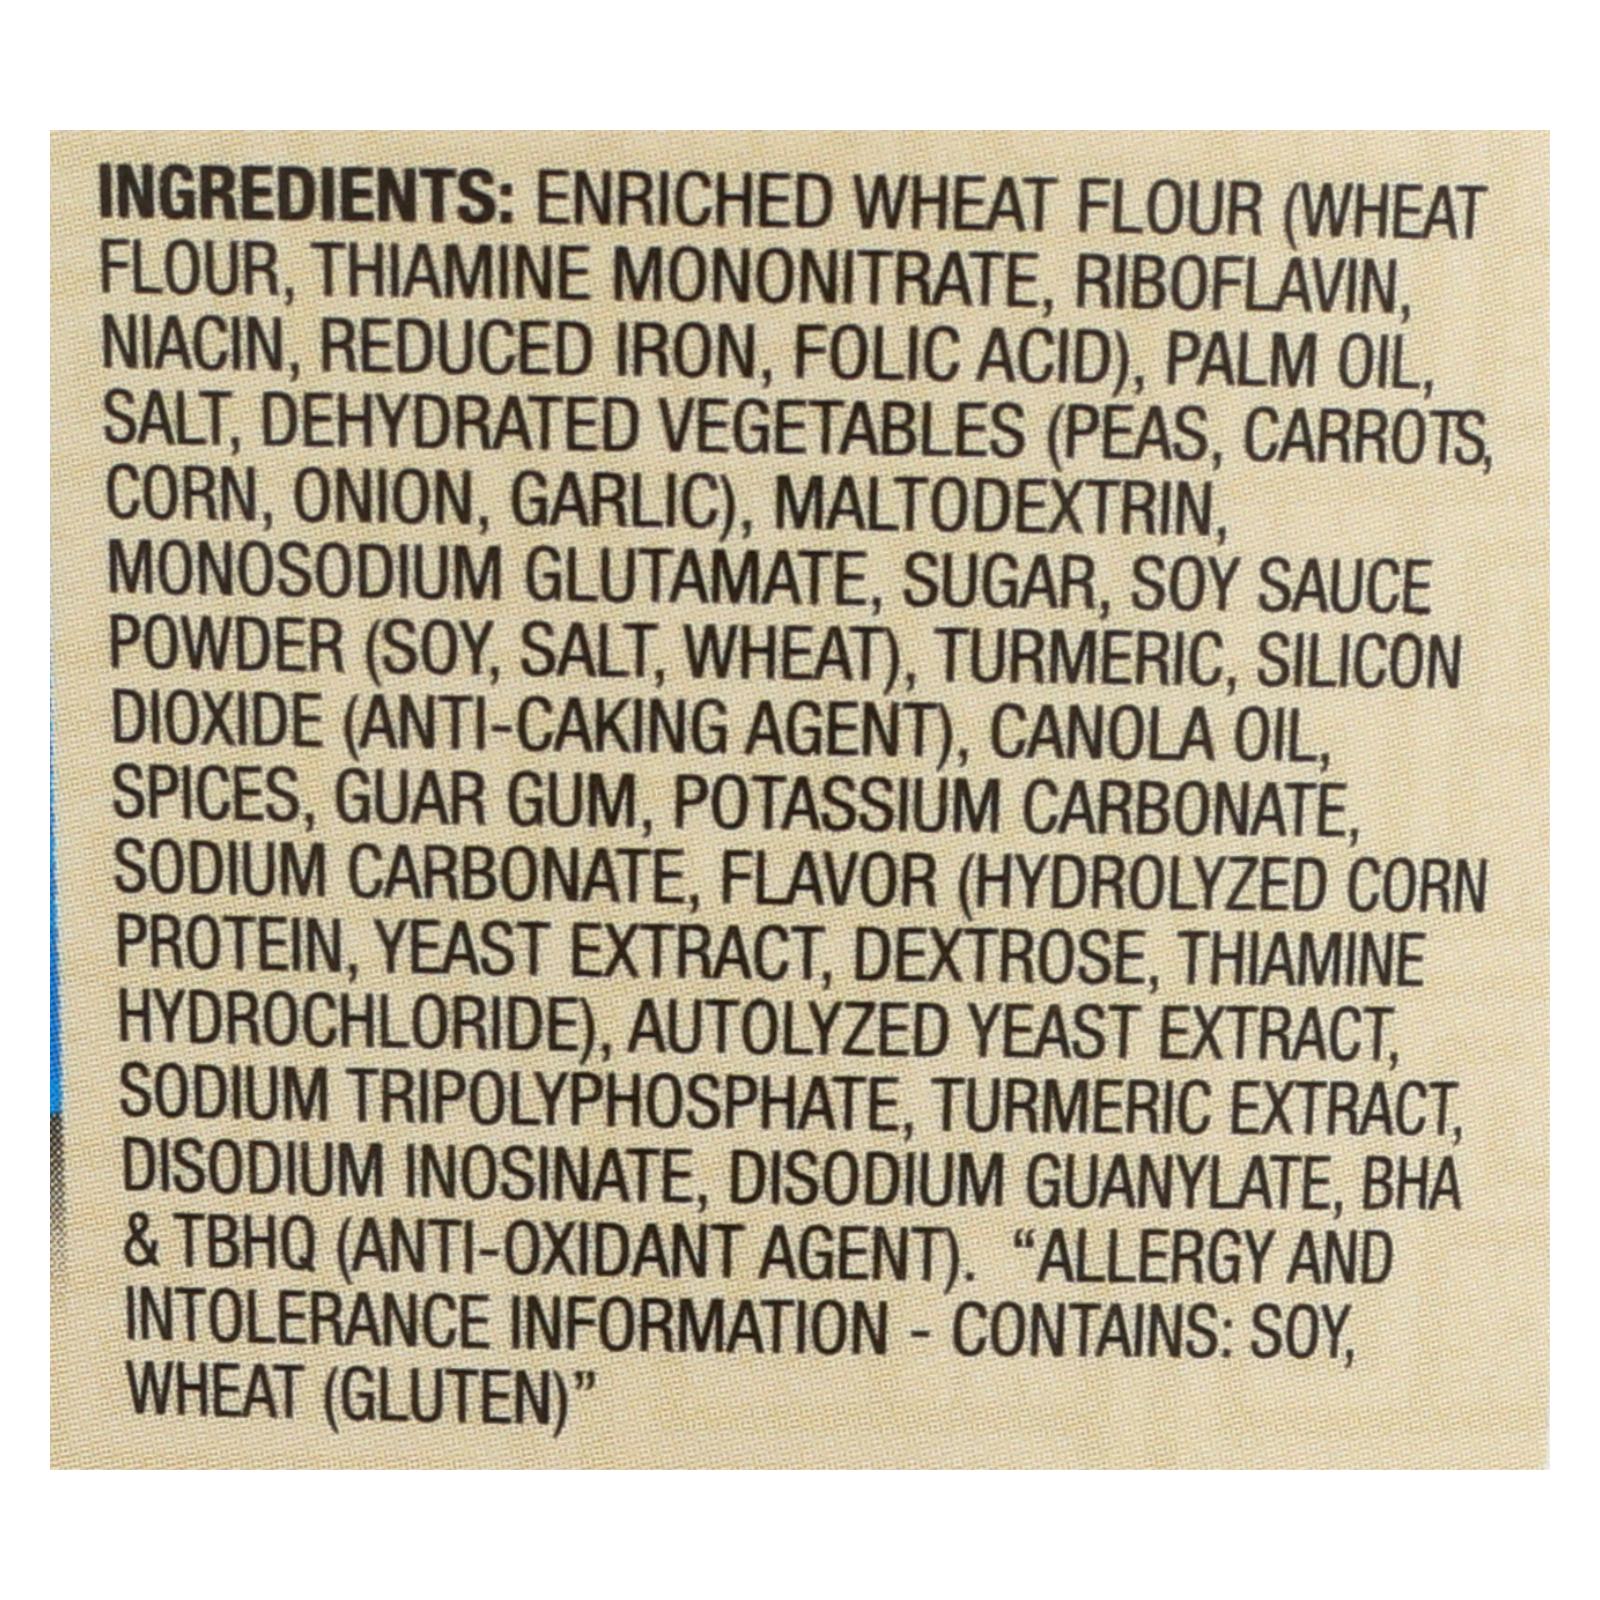 INGREDIENTS: ENRICHED WHEAT FLOUR (WHEAT
FLOUR, THIAMINE MONONITRATE, RIBOFLAVIN,
NIACIN, REDUCED IRON, FOLIC ACID), PALM OIL,
SALT, DEHYDRATED VEGETABLES (PEAS, CARROTS,
CORN, ONION, GARLIC), MALTODEXTRIN,
MONOSODIUM GLUTAMATE, SUGAR, SOY SAUCE
POWDER (SOY, SALT, WHEAT), TURMERIC, SILICON
DIOXIDE (ANTI-CAKING AGENT), CANOLA OIL,
SPICES, GUAR GUM, POTASSIUM CARBONATE,
SODIUM CARBONATE, FLAVOR (HYDROLYZED CORN
PROTEIN, YEAST EXTRACT, DEXTROSE, THIAMINE
HYDROCHLORIDE), AUTOLYZED YEAST EXTRACT,
SODIUM TRIPOLYPHOSPHATE, TURMERIC EXTRACT,
DISODIUM INOSINATE, DISODIUM GUANYLATE, BHA
& TBHQ (ANTI-OXIDANT AGENT). “ALLERGY AND
INTOLERANCE INFORMATION - CONTAINS: SOY,
WHEAT (GLUTEN)”